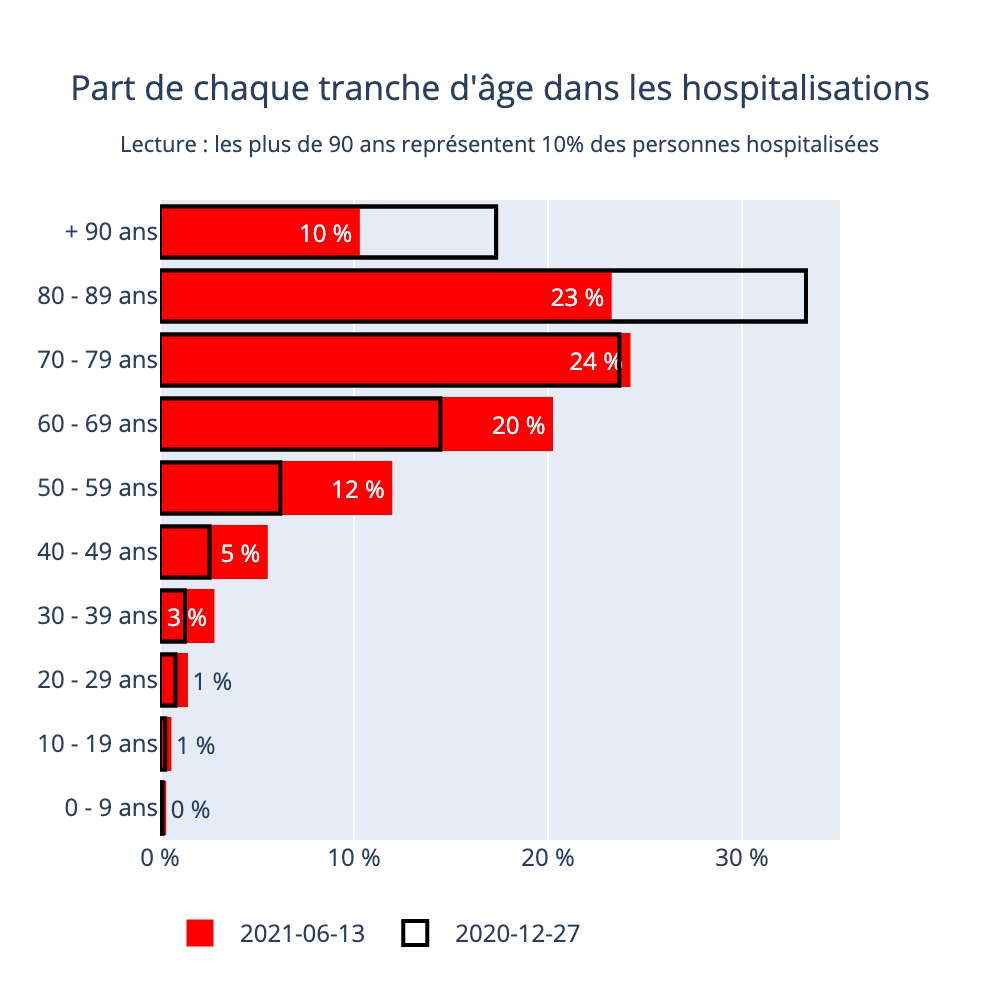 Part de chaque tranche d'âge dans les hospitalisations
Lecture : les plus de 90 ans représentent 10% des personnes hospitalisées
+ 90 ans 10 %
80 - 89 ans 23 %
70 - 79 ans 24 %
60 - 69 ans 20 %
50 - 59 ans 12 %
40 - 49 ans 5 %
30 - 39 ans 3 %
20 - 29 ans 1 %
10 - 19 ans 1 %
0 - 9 ans 0 %
0 % 10 % 20 % 30 %
2021-06-13 2020-12-27